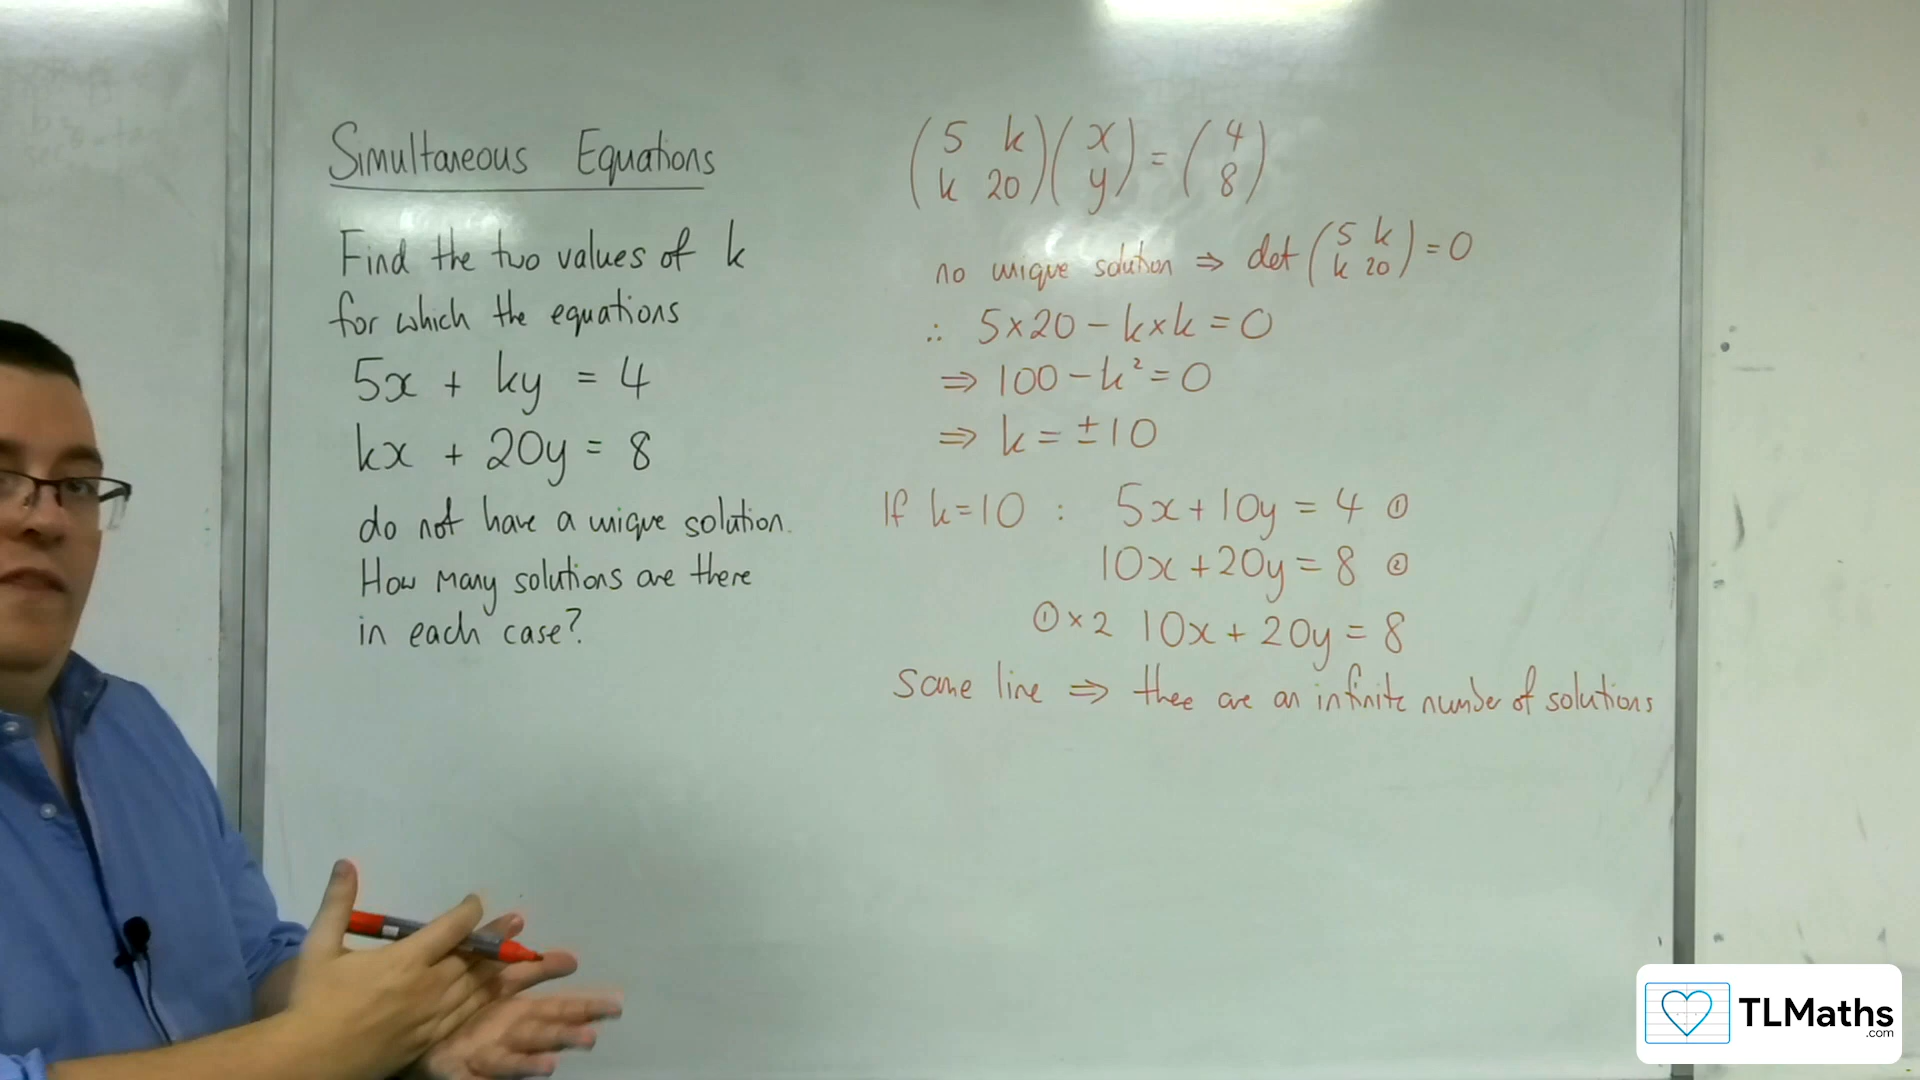 Simultaneous Equations
Find the two values of k
for which the equations
5x + ky = 4
kx + 20y = 8
do not have a unique solution.
How many solutions are there
in each case?
(5 k)(x) = (4)
(k 20)(y) (8)
no unique solution ⇒ det (5 k) = 0
(k 20)
∴ 5×20 - k×k = 0
⇒ 100 - k² = 0
⇒ k = ±10
If k=10 : 5x + 10y = 4 ①
10x + 20y = 8 ②
①×2 10x + 20y = 8
Same line ⇒ there are an infinite number of solutions
TLMaths
.com